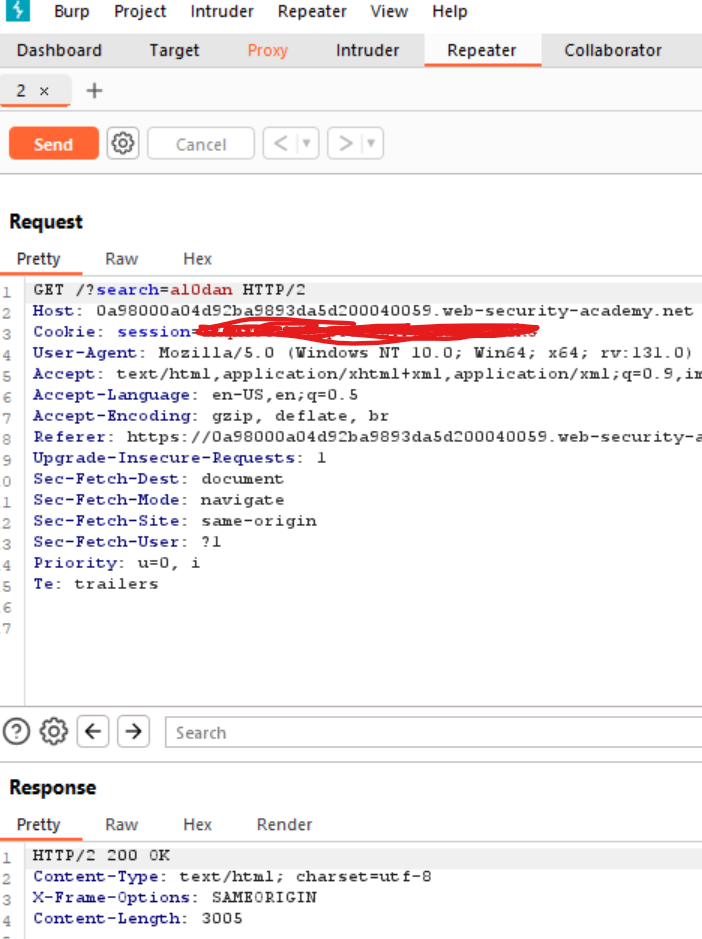 Burp Project Intruder Repeater View Help
Dashboard Target Proxy Intruder Repeater Collaborator
2 × +
Send Cancel < >
Request
Pretty Raw Hex
1 GET /?search=al0dan HTTP/2
2 Host: 0a98000a04d92ba9893da5d200040059.web-security-academy.net
3 Cookie: session=
4 User-Agent: Mozilla/5.0 (Windows NT 10.0; Win64; x64; rv:131.0)
5 Accept: text/html,application/xhtml+xml,application/xml;q=0.9,im
6 Accept-Language: en-US,en;q=0.5
7 Accept-Encoding: gzip, deflate, br
8 Referer: https://0a98000a04d92ba9893da5d200040059.web-security-a
9 Upgrade-Insecure-Requests: 1
0 Sec-Fetch-Dest: document
1 Sec-Fetch-Mode: navigate
2 Sec-Fetch-Site: same-origin
3 Sec-Fetch-User: ?1
4 Priority: u=0, i
5 Te: trailers
6
7
Search
Response
Pretty Raw Hex Render
1 HTTP/2 200 OK
2 Content-Type: text/html; charset=utf-8
3 X-Frame-Options: SAMEORIGIN
4 Content-Length: 3005